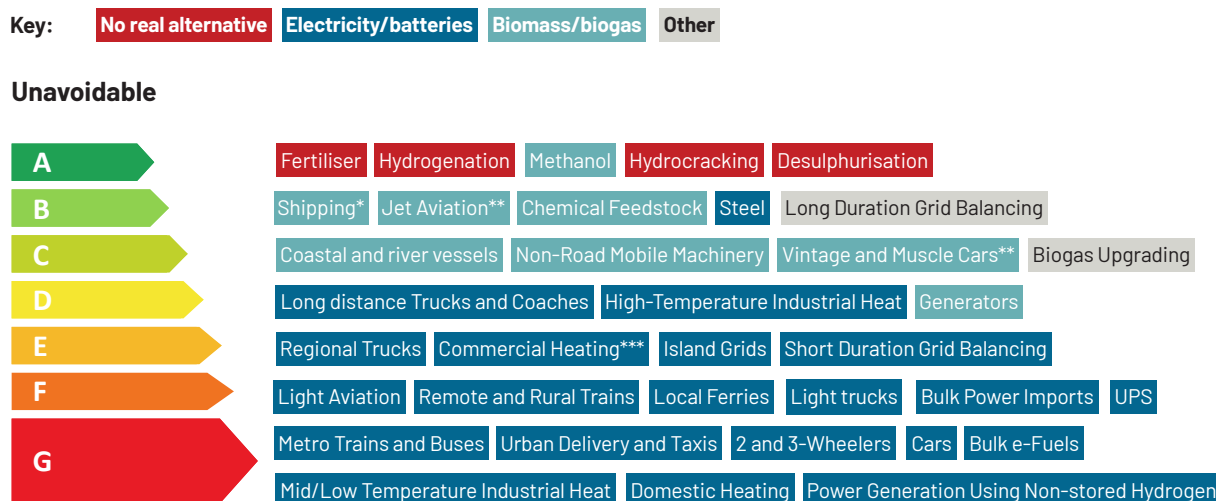 Key: No real alternative Electricity/batteries Biomass/biogas Other
Unavoidable
A Fertiliser Hydrogenation Methanol Hydrocracking Desulphurisation
B Shipping* Jet Aviation** Chemical Feedstock Steel Long Duration Grid Balancing
C Coastal and river vessels Non-Road Mobile Machinery Vintage and Muscle Cars** Biogas Upgrading
D Long distance Trucks and Coaches High-Temperature Industrial Heat Generators
E Regional Trucks Commercial Heating*** Island Grids Short Duration Grid Balancing
F Light Aviation Remote and Rural Trains Local Ferries Light trucks Bulk Power Imports UPS
G Metro Trains and Buses Urban Delivery and Taxis 2 and 3-Wheelers Cars Bulk e-Fuels
Mid/Low Temperature Industrial Heat Domestic Heating Power Generation Using Non-stored Hydrogen